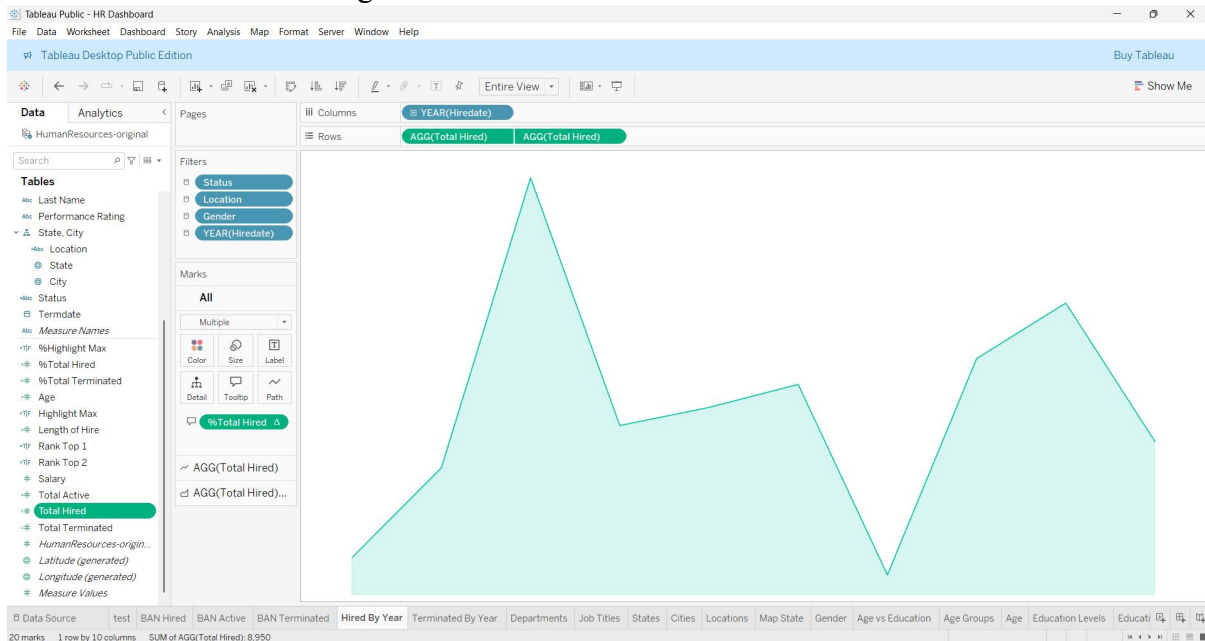 Tableau Public - HR Dashboard
File Data Worksheet Dashboard Story Analysis Map Format Server Window Help
Tableau Desktop Public Edition
Buy Tableau
Entire View
Show Me
Data Analytics
HumanResources-original
Search
Tables
Abc Last Name
Abc Performance Rating
State, City
Abc Location
State
City
Abc Status
Termdate
Abc Measure Names
T|F %Highlight Max
# %Total Hired
# %Total Terminated
# Age
T|F Highlight Max
# Length of Hire
T|F Rank Top 1
T|F Rank Top 2
# Salary
# Total Active
# Total Hired
# Total Terminated
# HumanResources-origin...
Latitude (generated)
Longitude (generated)
# Measure Values
Pages
Filters
Status
Location
Gender
YEAR(Hiredate)
Marks
All
Multiple
Color Size Label
Detail Tooltip Path
%Total Hired Δ
AGG(Total Hired)
AGG(Total Hired)...
Columns YEAR(Hiredate)
Rows AGG(Total Hired) AGG(Total Hired)
Data Source test BAN Hired BAN Active BAN Terminated Hired By Year Terminated By Year Departments Job Titles States Cities Locations Map State Gender Age vs Education Age Groups Age Education Levels Educati
20 marks 1 row by 10 columns SUM of AGG(Total Hired): 8,950